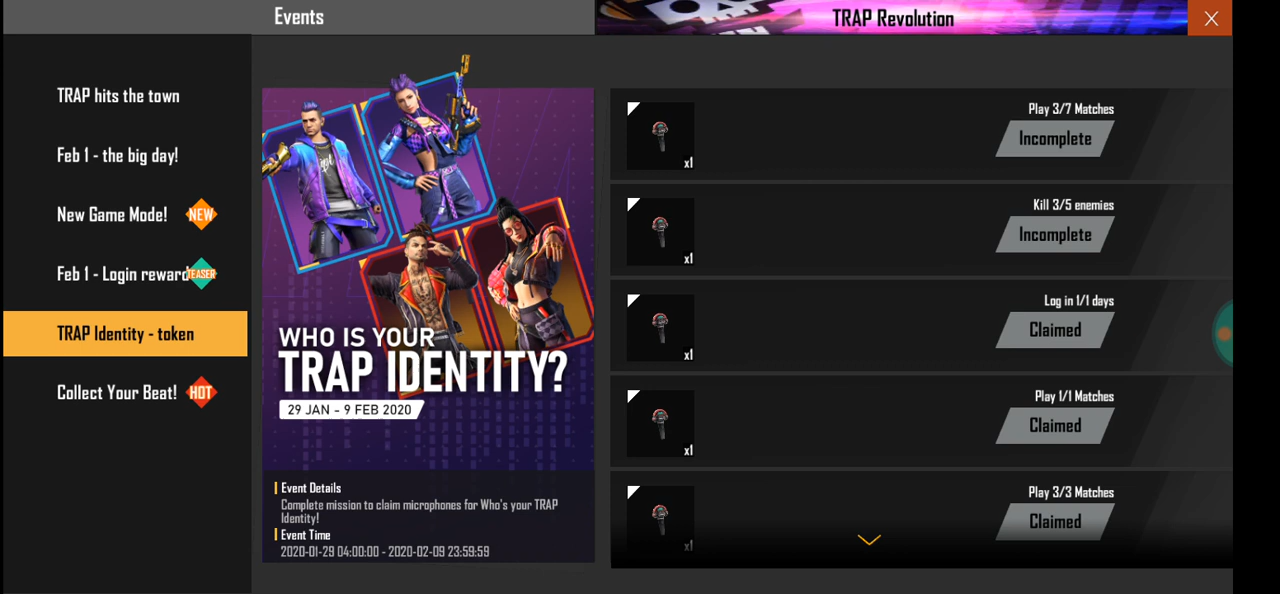 Events
TRAP Revolution
TRAP hits the town
Feb 1 - the big day!
New Game Mode! NEW
Feb 1 - Login reward TEASER
TRAP Identity - token
Collect Your Beat! HOT
WHO IS YOUR
TRAP IDENTITY?
29 JAN - 9 FEB 2020
Event Details
Complete mission to claim microphones for Who's your TRAP
Identity!
Event Time
2020-01-29 04:00:00 - 2020-02-09 23:59:59
Play 3/7 Matches
x1
Incomplete
Kill 3/5 enemies
x1
Incomplete
Log in 1/1 days
x1
Claimed
Play 1/1 Matches
x1
Claimed
Play 3/3 Matches
x1
Claimed